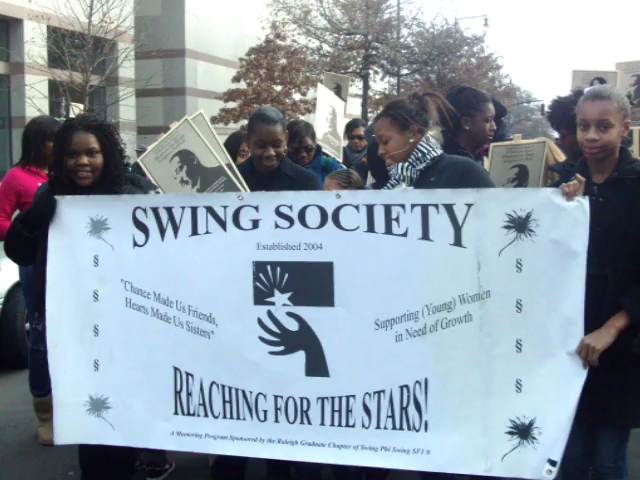 SWING SOCIETY
Established 2004
"Chance Made Us Friends,
Hearts Made Us Sisters"
Supporting (Young) Women
in Need of Growth
§
§
§
§
§
§
§
§
REACHING FOR THE STARS!
A Mentoring Program Sponsored by the Raleigh Graduate Chapter of Swing Phi Swing SFI ®